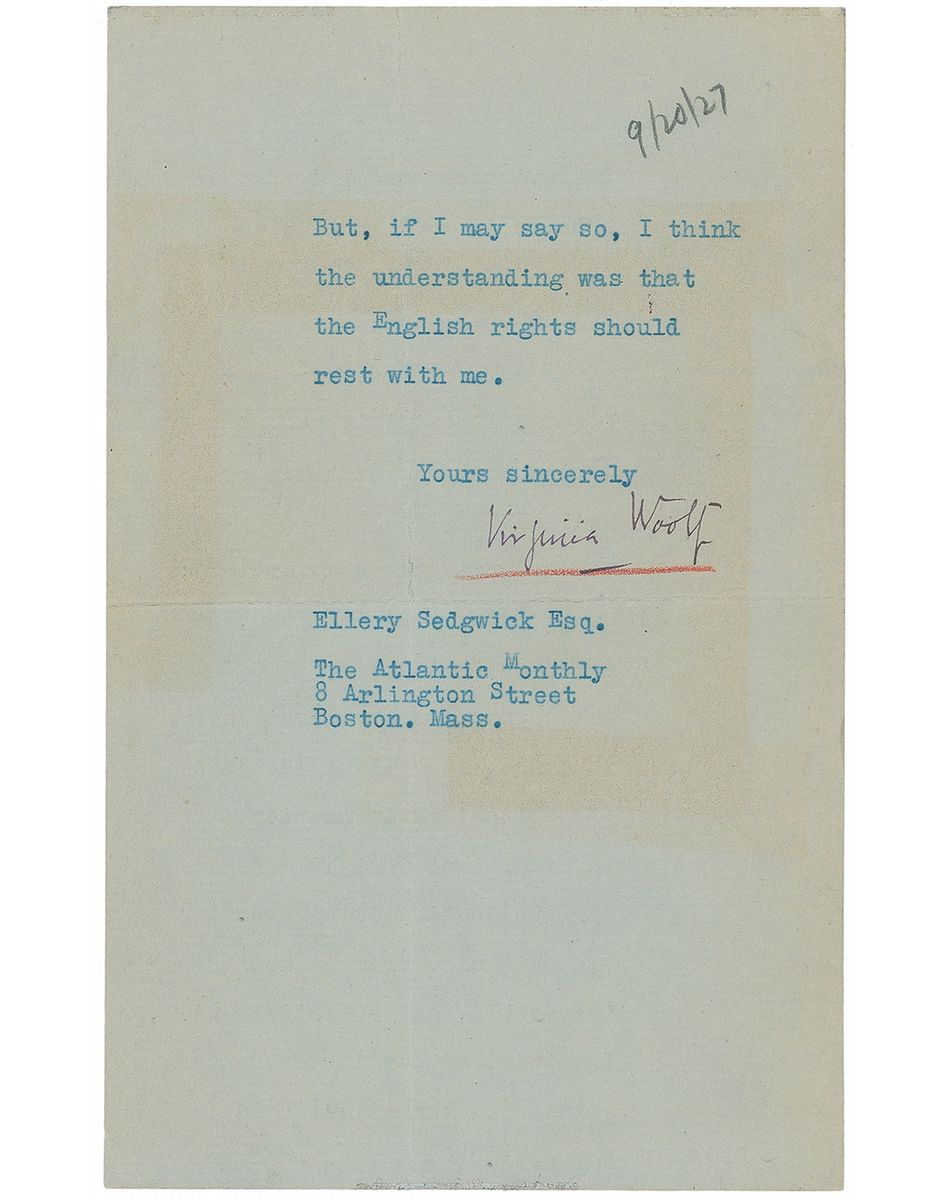 9/20/27
But, if I may say so, I think
the understanding was that
the English rights should
rest with me.
Yours sincerely
Virginia Woolf
Ellery Sedgwick Esq.
The Atlantic Monthly
8 Arlington Street
Boston. Mass.